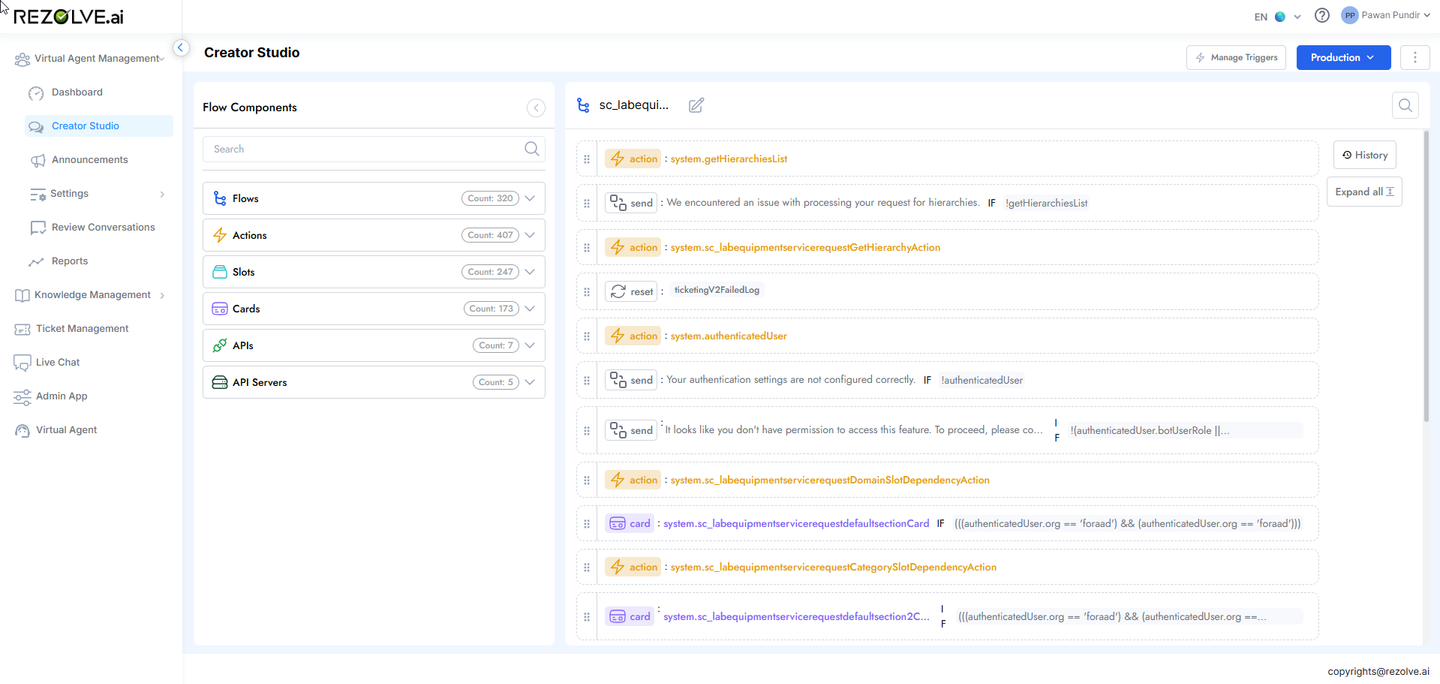 REZOLVE.ai
EN
PP
Pawan Pundir
Virtual Agent Management
Dashboard
Creator Studio
Announcements
Settings
Review Conversations
Reports
Knowledge Management
Ticket Management
Live Chat
Admin App
Virtual Agent
Creator Studio
Manage Triggers
Production
Flow Components
Search
Flows Count: 320
Actions Count: 407
Slots Count: 247
Cards Count: 173
APIs Count: 7
API Servers Count: 5
sc_labequi...
History
Expand all
action : system.getHierarchiesList
send : We encountered an issue with processing your request for hierarchies. IF !getHierarchiesList
action : system.sc_labequipmentservicerequestGetHierarchyAction
reset : ticketingV2FailedLog
action : system.authenticatedUser
send : Your authentication settings are not configured correctly. IF !authenticatedUser
send : It looks like you don't have permission to access this feature. To proceed, please co... IF !(authenticatedUser.botUserRole ||...
action : system.sc_labequipmentservicerequestDomainSlotDependencyAction
card : system.sc_labequipmentservicerequestdefaultsectionCard IF (((authenticatedUser.org == 'foraad') && (authenticatedUser.org == 'foraad')))
action : system.sc_labequipmentservicerequestCategorySlotDependencyAction
card : system.sc_labequipmentservicerequestdefaultsection2C... IF (((authenticatedUser.org == 'foraad') && (authenticatedUser.org ==...
copyrights@rezolve.ai